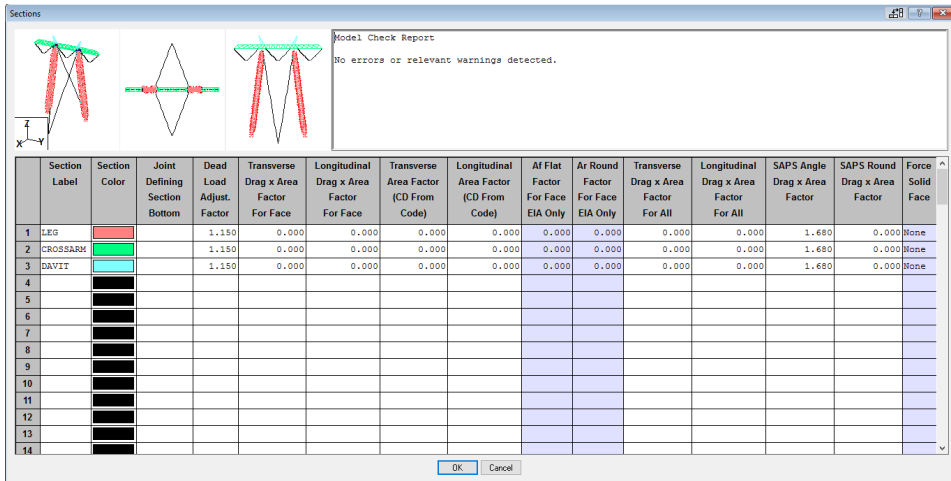 Sections
?
Z
X
Y
Model Check Report
No errors or relevant warnings detected.
Section Label	Section Color	Joint Defining Section Bottom	Dead Load Adjust. Factor	Transverse Drag x Area Factor For Face	Longitudinal Drag x Area Factor For Face	Transverse Area Factor (CD From Code)	Longitudinal Area Factor (CD From Code)	Af Flat Factor For Face EIA Only	Ar Round Factor For Face EIA Only	Transverse Drag x Area Factor For All	Longitudinal Drag x Area Factor For All	SAPS Angle Drag x Area Factor	SAPS Round Drag x Area Factor	Force Solid Face
1 LEG 1.150 0.000 0.000 0.000 0.000 0.000 0.000 0.000 0.000 1.680 0.000 None
2 CROSSARM 1.150 0.000 0.000 0.000 0.000 0.000 0.000 0.000 0.000 1.680 0.000 None
3 DAVIT 1.150 0.000 0.000 0.000 0.000 0.000 0.000 0.000 0.000 1.680 0.000 None
4
5
6
7
8
9
10
11
12
13
14
OK Cancel